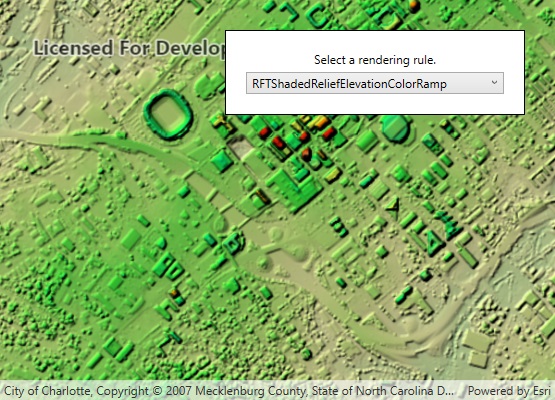 Licensed For Develop
Select a rendering rule.
RFTShadedReliefElevationColorRamp
City of Charlotte, Copyright © 2007 Mecklenburg County, State of North Carolina D... Powered by Esri